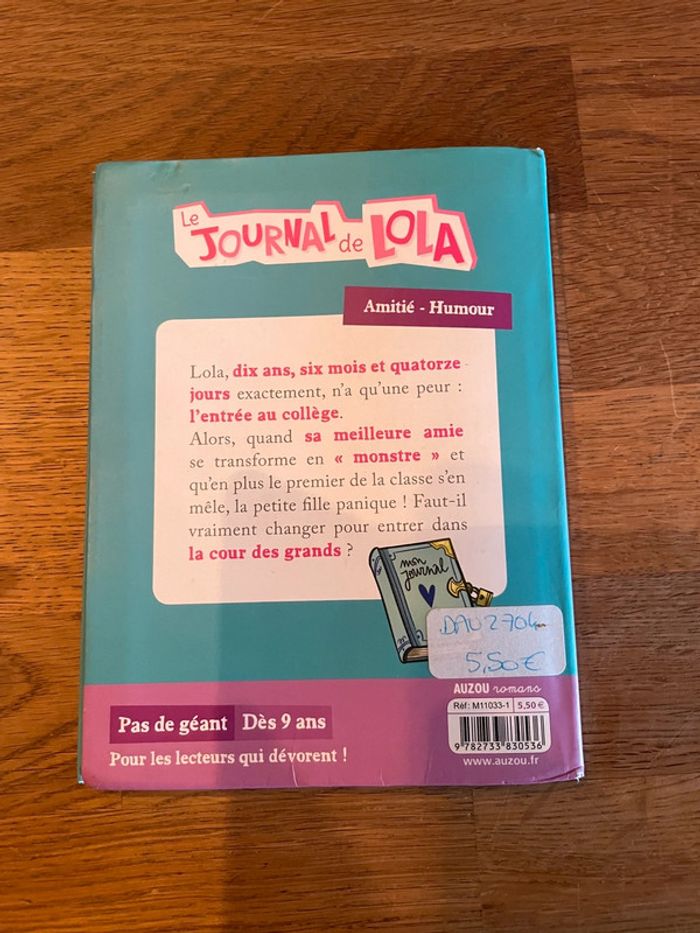 Le JOURNAL de LOLA
Amitié - Humour
Lola, dix ans, six mois et quatorze
jours exactement, n'a qu'une peur :
l'entrée au collège.
Alors, quand sa meilleure amie
se transforme en « monstre » et
qu'en plus le premier de la classe s'en
mêle, la petite fille panique ! Faut-il
vraiment changer pour entrer dans
la cour des grands ?
mon
journal
5,50€
AUZOU romans
Réf: M11033-1 5,50 €
9 782733 830536
www.auzou.fr
Pas de géant Dès 9 ans
Pour les lecteurs qui dévorent !